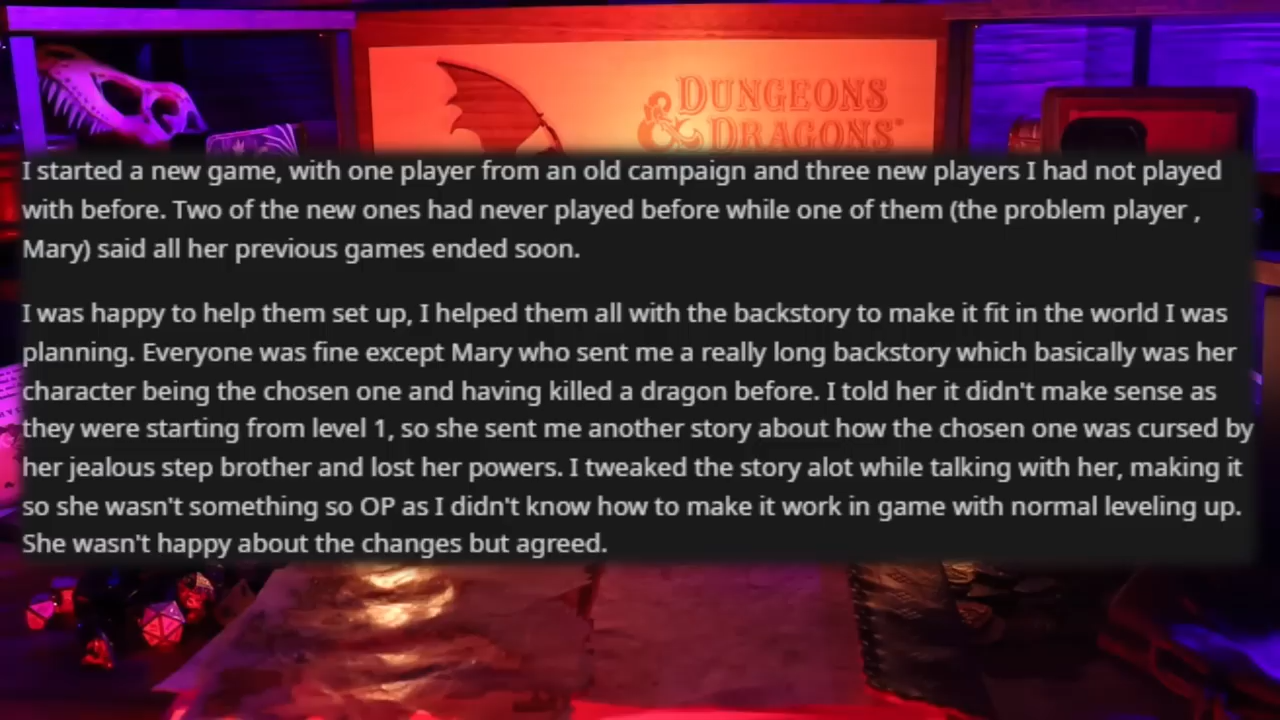 DUNGEONS
& DRAGONS
I started a new game, with one player from an old campaign and three new players I had not played
with before. Two of the new ones had never played before while one of them (the problem player ,
Mary) said all her previous games ended soon.
I was happy to help them set up, I helped them all with the backstory to make it fit in the world I was
planning. Everyone was fine except Mary who sent me a really long backstory which basically was her
character being the chosen one and having killed a dragon before. I told her it didn't make sense as
they were starting from level 1, so she sent me another story about how the chosen one was cursed by
her jealous step brother and lost her powers. I tweaked the story alot while talking with her, making it
so she wasn't something so OP as I didn't know how to make it work in game with normal leveling up.
She wasn't happy about the changes but agreed.